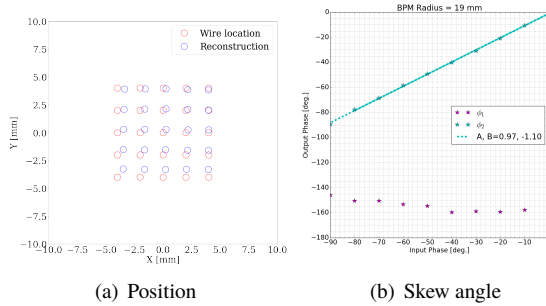 10.0
7.5
5.0
2.5
0.0
−2.5
−5.0
−7.5
−10.0
Y [mm]
−10.0 −7.5 −5.0 −2.5 0.0 2.5 5.0 7.5 10.0
X [mm]
Wire location
Reconstruction
(a) Position
BPM Radius = 19 mm
0
−20
−40
−60
−80
−100
−120
−140
−160
−180
Output Phase [deg.]
−90 −80 −70 −60 −50 −40 −30 −20 −10
Input Phase [deg.]
ϕ₁
ϕ₂
A, B=0.97, -1.10
(b) Skew angle